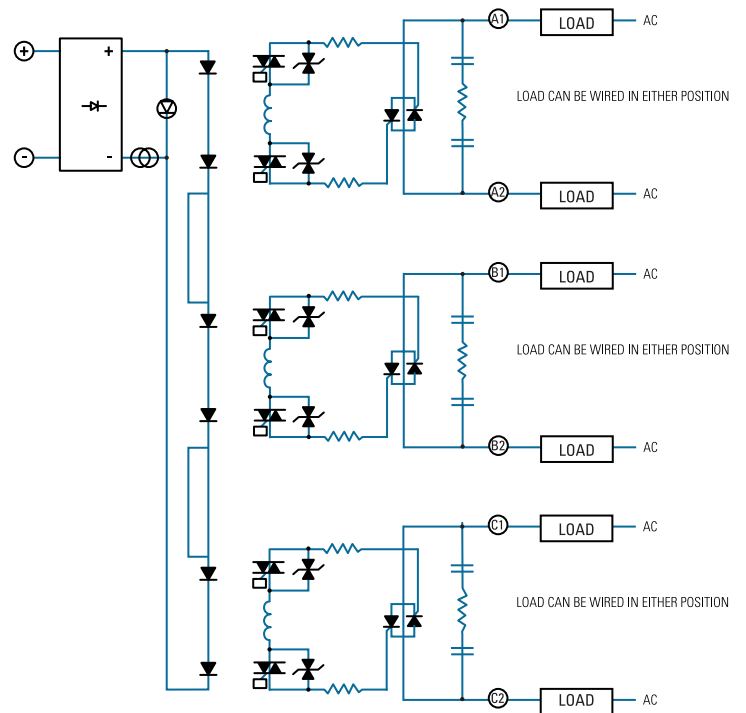 A1 LOAD AC
+ +
LOAD CAN BE WIRED IN EITHER POSITION
- -
A2 LOAD AC
B1 LOAD AC
LOAD CAN BE WIRED IN EITHER POSITION
B2 LOAD AC
C1 LOAD AC
LOAD CAN BE WIRED IN EITHER POSITION
C2 LOAD AC